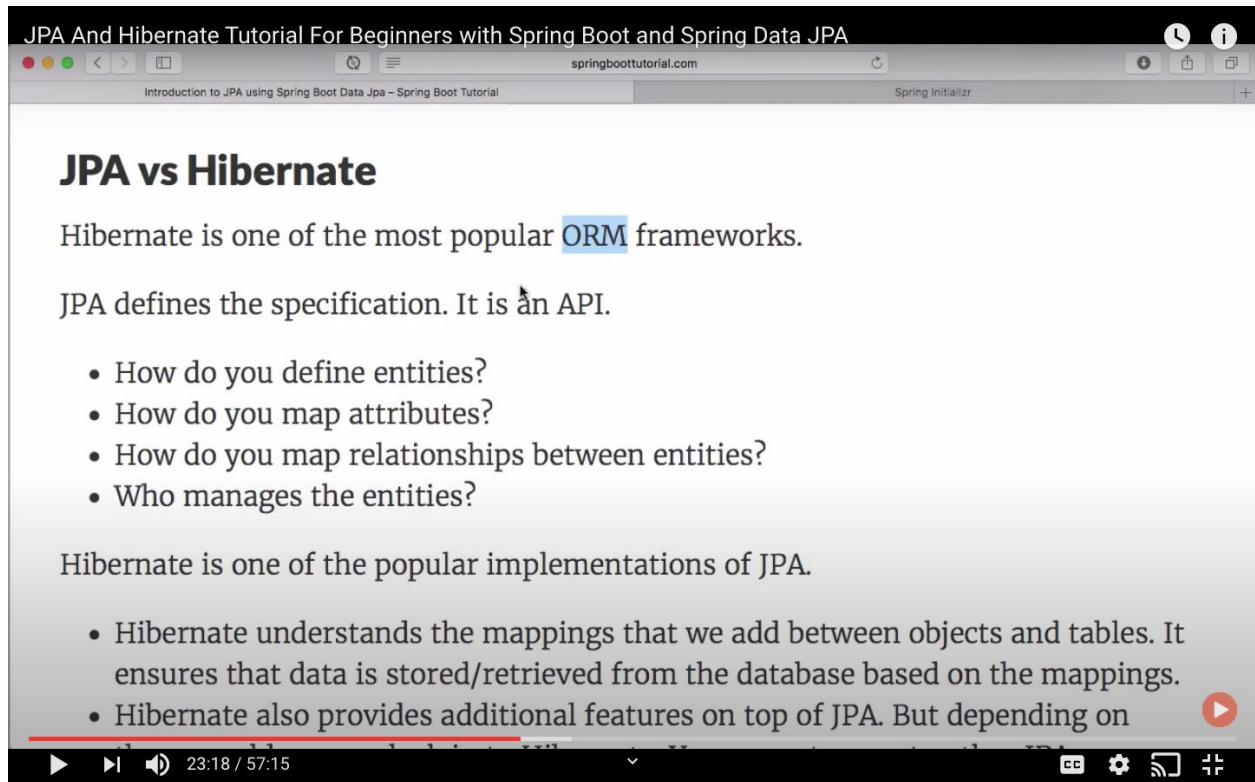 JPA And Hibernate Tutorial For Beginners with Spring Boot and Spring Data JPA
springboottutorial.com
Introduction to JPA using Spring Boot Data Jpa – Spring Boot Tutorial
Spring Initializr
JPA vs Hibernate
Hibernate is one of the most popular ORM frameworks.
JPA defines the specification. It is an API.
• How do you define entities?
• How do you map attributes?
• How do you map relationships between entities?
• Who manages the entities?
Hibernate is one of the popular implementations of JPA.
• Hibernate understands the mappings that we add between objects and tables. It
ensures that data is stored/retrieved from the database based on the mappings.
• Hibernate also provides additional features on top of JPA. But depending on
23:18 / 57:15
CC